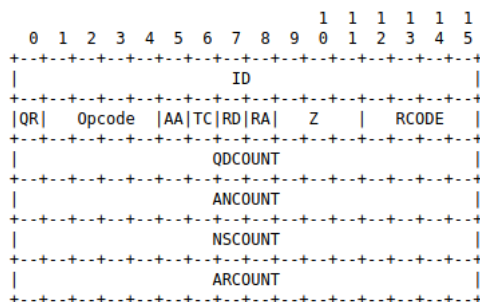 1  1  1  1  1  1
  0  1  2  3  4  5  6  7  8  9  0  1  2  3  4  5
+--+--+--+--+--+--+--+--+--+--+--+--+--+--+--+--+
|                      ID                       |
+--+--+--+--+--+--+--+--+--+--+--+--+--+--+--+--+
|QR|   Opcode  |AA|TC|RD|RA|   Z    |   RCODE   |
+--+--+--+--+--+--+--+--+--+--+--+--+--+--+--+--+
|                    QDCOUNT                    |
+--+--+--+--+--+--+--+--+--+--+--+--+--+--+--+--+
|                    ANCOUNT                    |
+--+--+--+--+--+--+--+--+--+--+--+--+--+--+--+--+
|                    NSCOUNT                    |
+--+--+--+--+--+--+--+--+--+--+--+--+--+--+--+--+
|                    ARCOUNT                    |
+--+--+--+--+--+--+--+--+--+--+--+--+--+--+--+--+